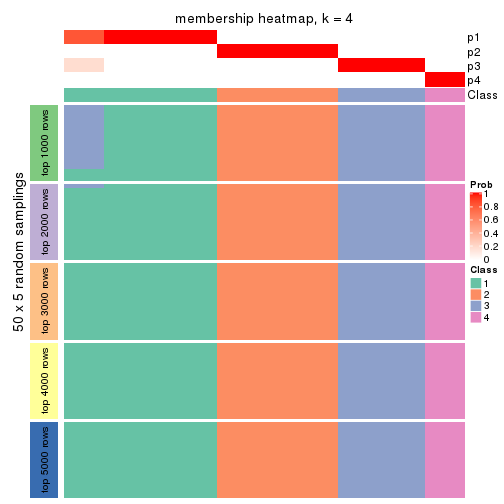 membership heatmap, k = 4
p1
p2
p3
p4
Class
50 x 5 random samplings
top 1000 rows
top 2000 rows
top 3000 rows
top 4000 rows
top 5000 rows
Prob
1
0.8
0.6
0.4
0.2
0
Class
1
2
3
4